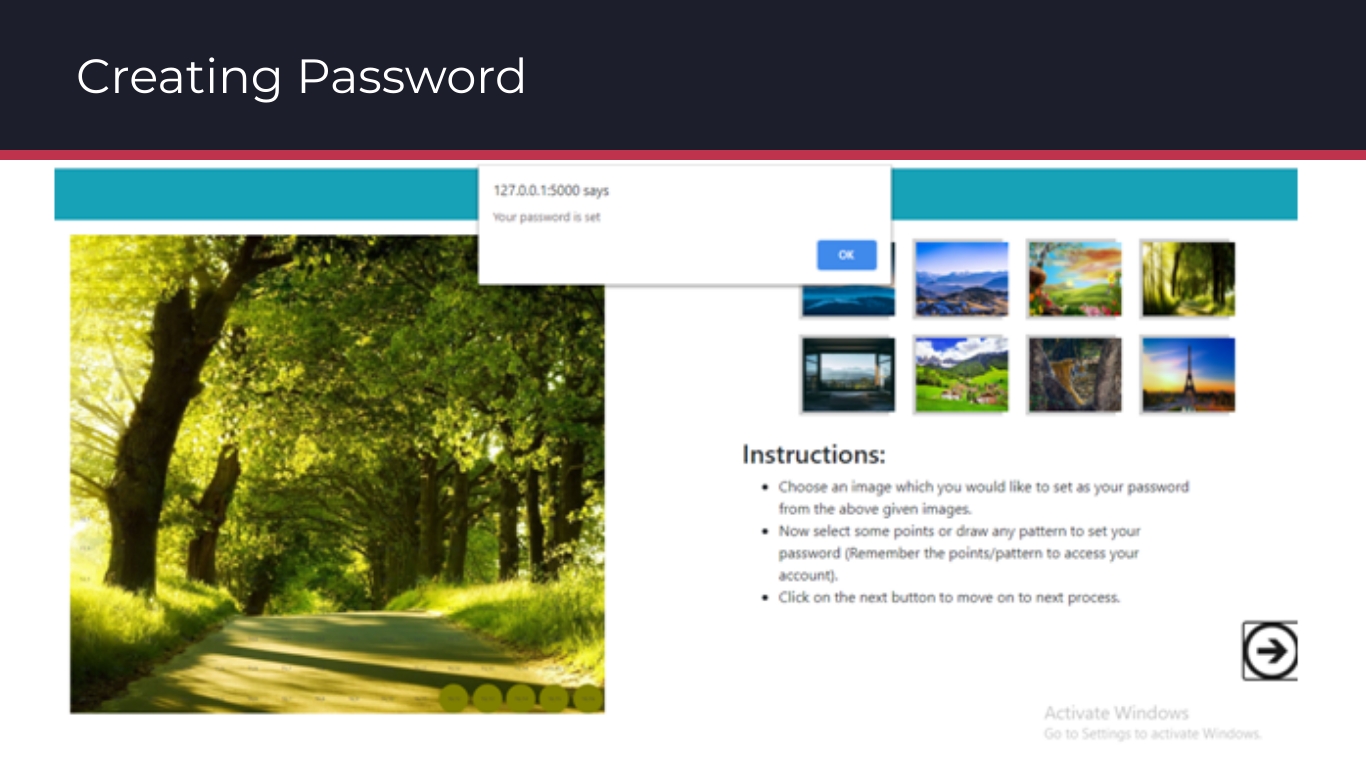 Creating Password
127.0.0.1:5000 says
Your password is set
OK
Instructions:
• Choose an image which you would like to set as your password
from the above given images.
• Now select some points or draw any pattern to set your
password (Remember the points/pattern to access your
account).
• Click on the next button to move on to next process.
Activate Windows
Go to Settings to activate Windows.